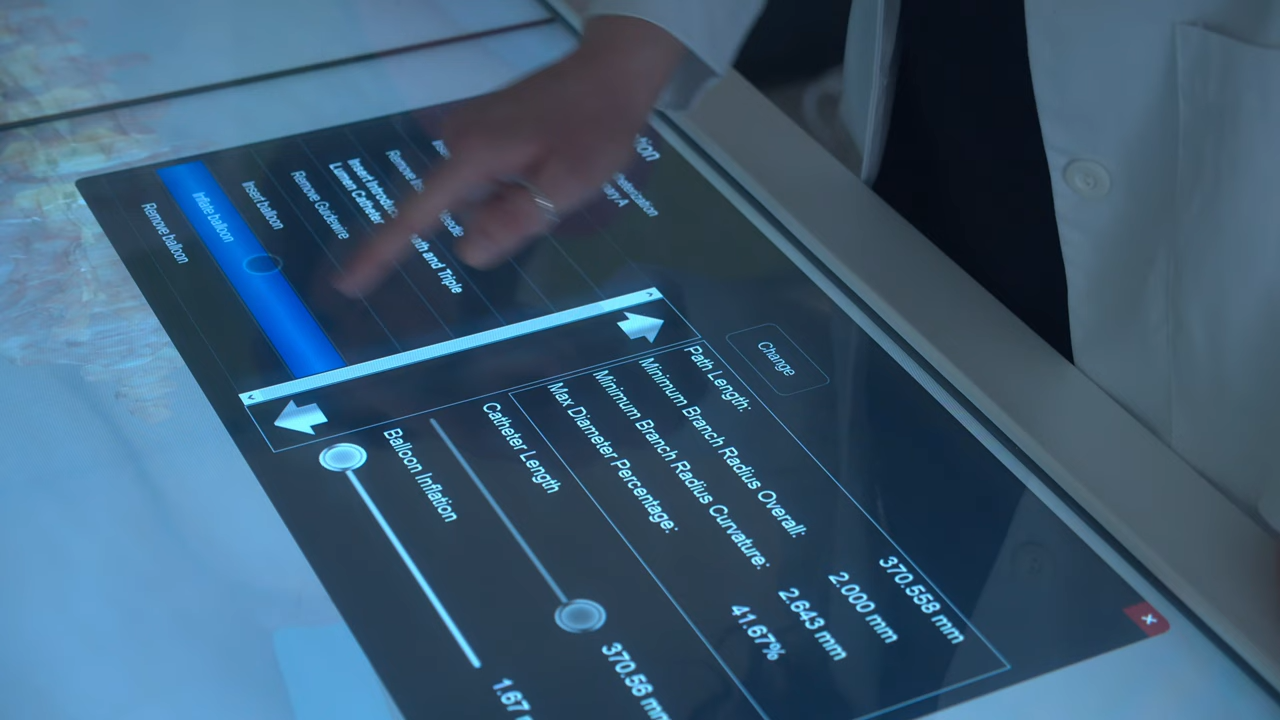 Remove
Insert and Triple
Lumen Catheter
Remove Guidewire
Insert balloon
Inflate balloon
Remove balloon
Change
Path Length: 370.558 mm
Minimum Branch Radius Overall: 2.000 mm
Minimum Branch Radius Curvature: 2.643 mm
Max Diameter Percentage: 41.67%
Catheter Length
370.56 mm
Balloon Inflation
1.67